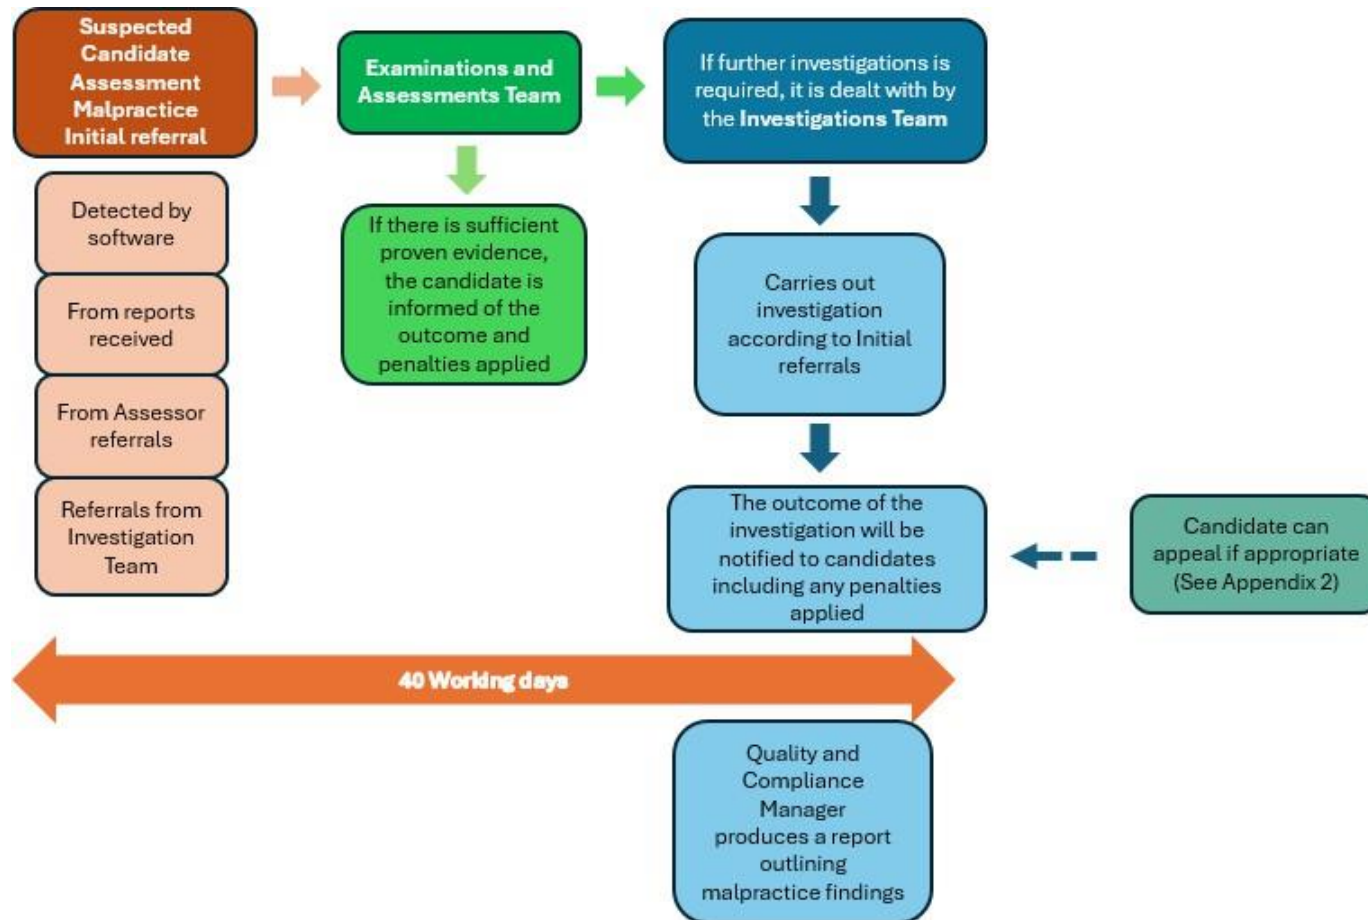 Suspected
Candidate
Assessment
Malpractice
Initial referral
Detected by
software
From reports
received
From Assessor
referrals
Referrals from
Investigation
Team
Examinations and
Assessments Team
If there is sufficient
proven evidence,
the candidate is
informed of the
outcome and
penalties applied
If further investigations is
required, it is dealt with by
the Investigations Team
Carries out
investigation
according to Initial
referrals
The outcome of the
investigation will be
notified to candidates
including any penalties
applied
Candidate can
appeal if appropriate
(See Appendix 2)
40 Working days
Quality and
Compliance
Manager
produces a report
outlining
malpractice findings